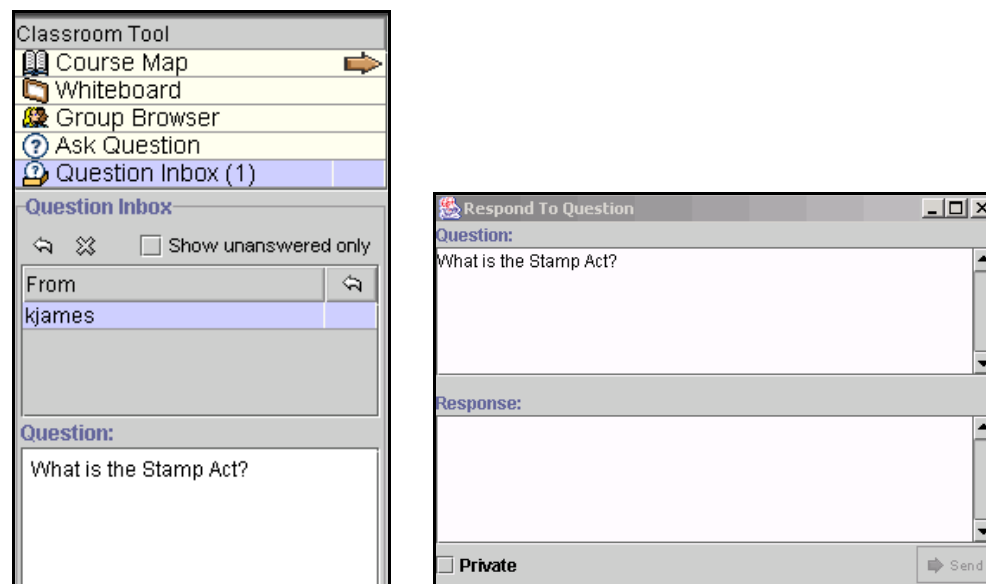 Classroom Tool
Course Map
Whiteboard
Group Browser
Ask Question
Question Inbox (1)
Question Inbox
Show unanswered only
From
kjames
Question:
What is the Stamp Act?
Respond To Question
Question:
What is the Stamp Act?
Response:
Private
Send